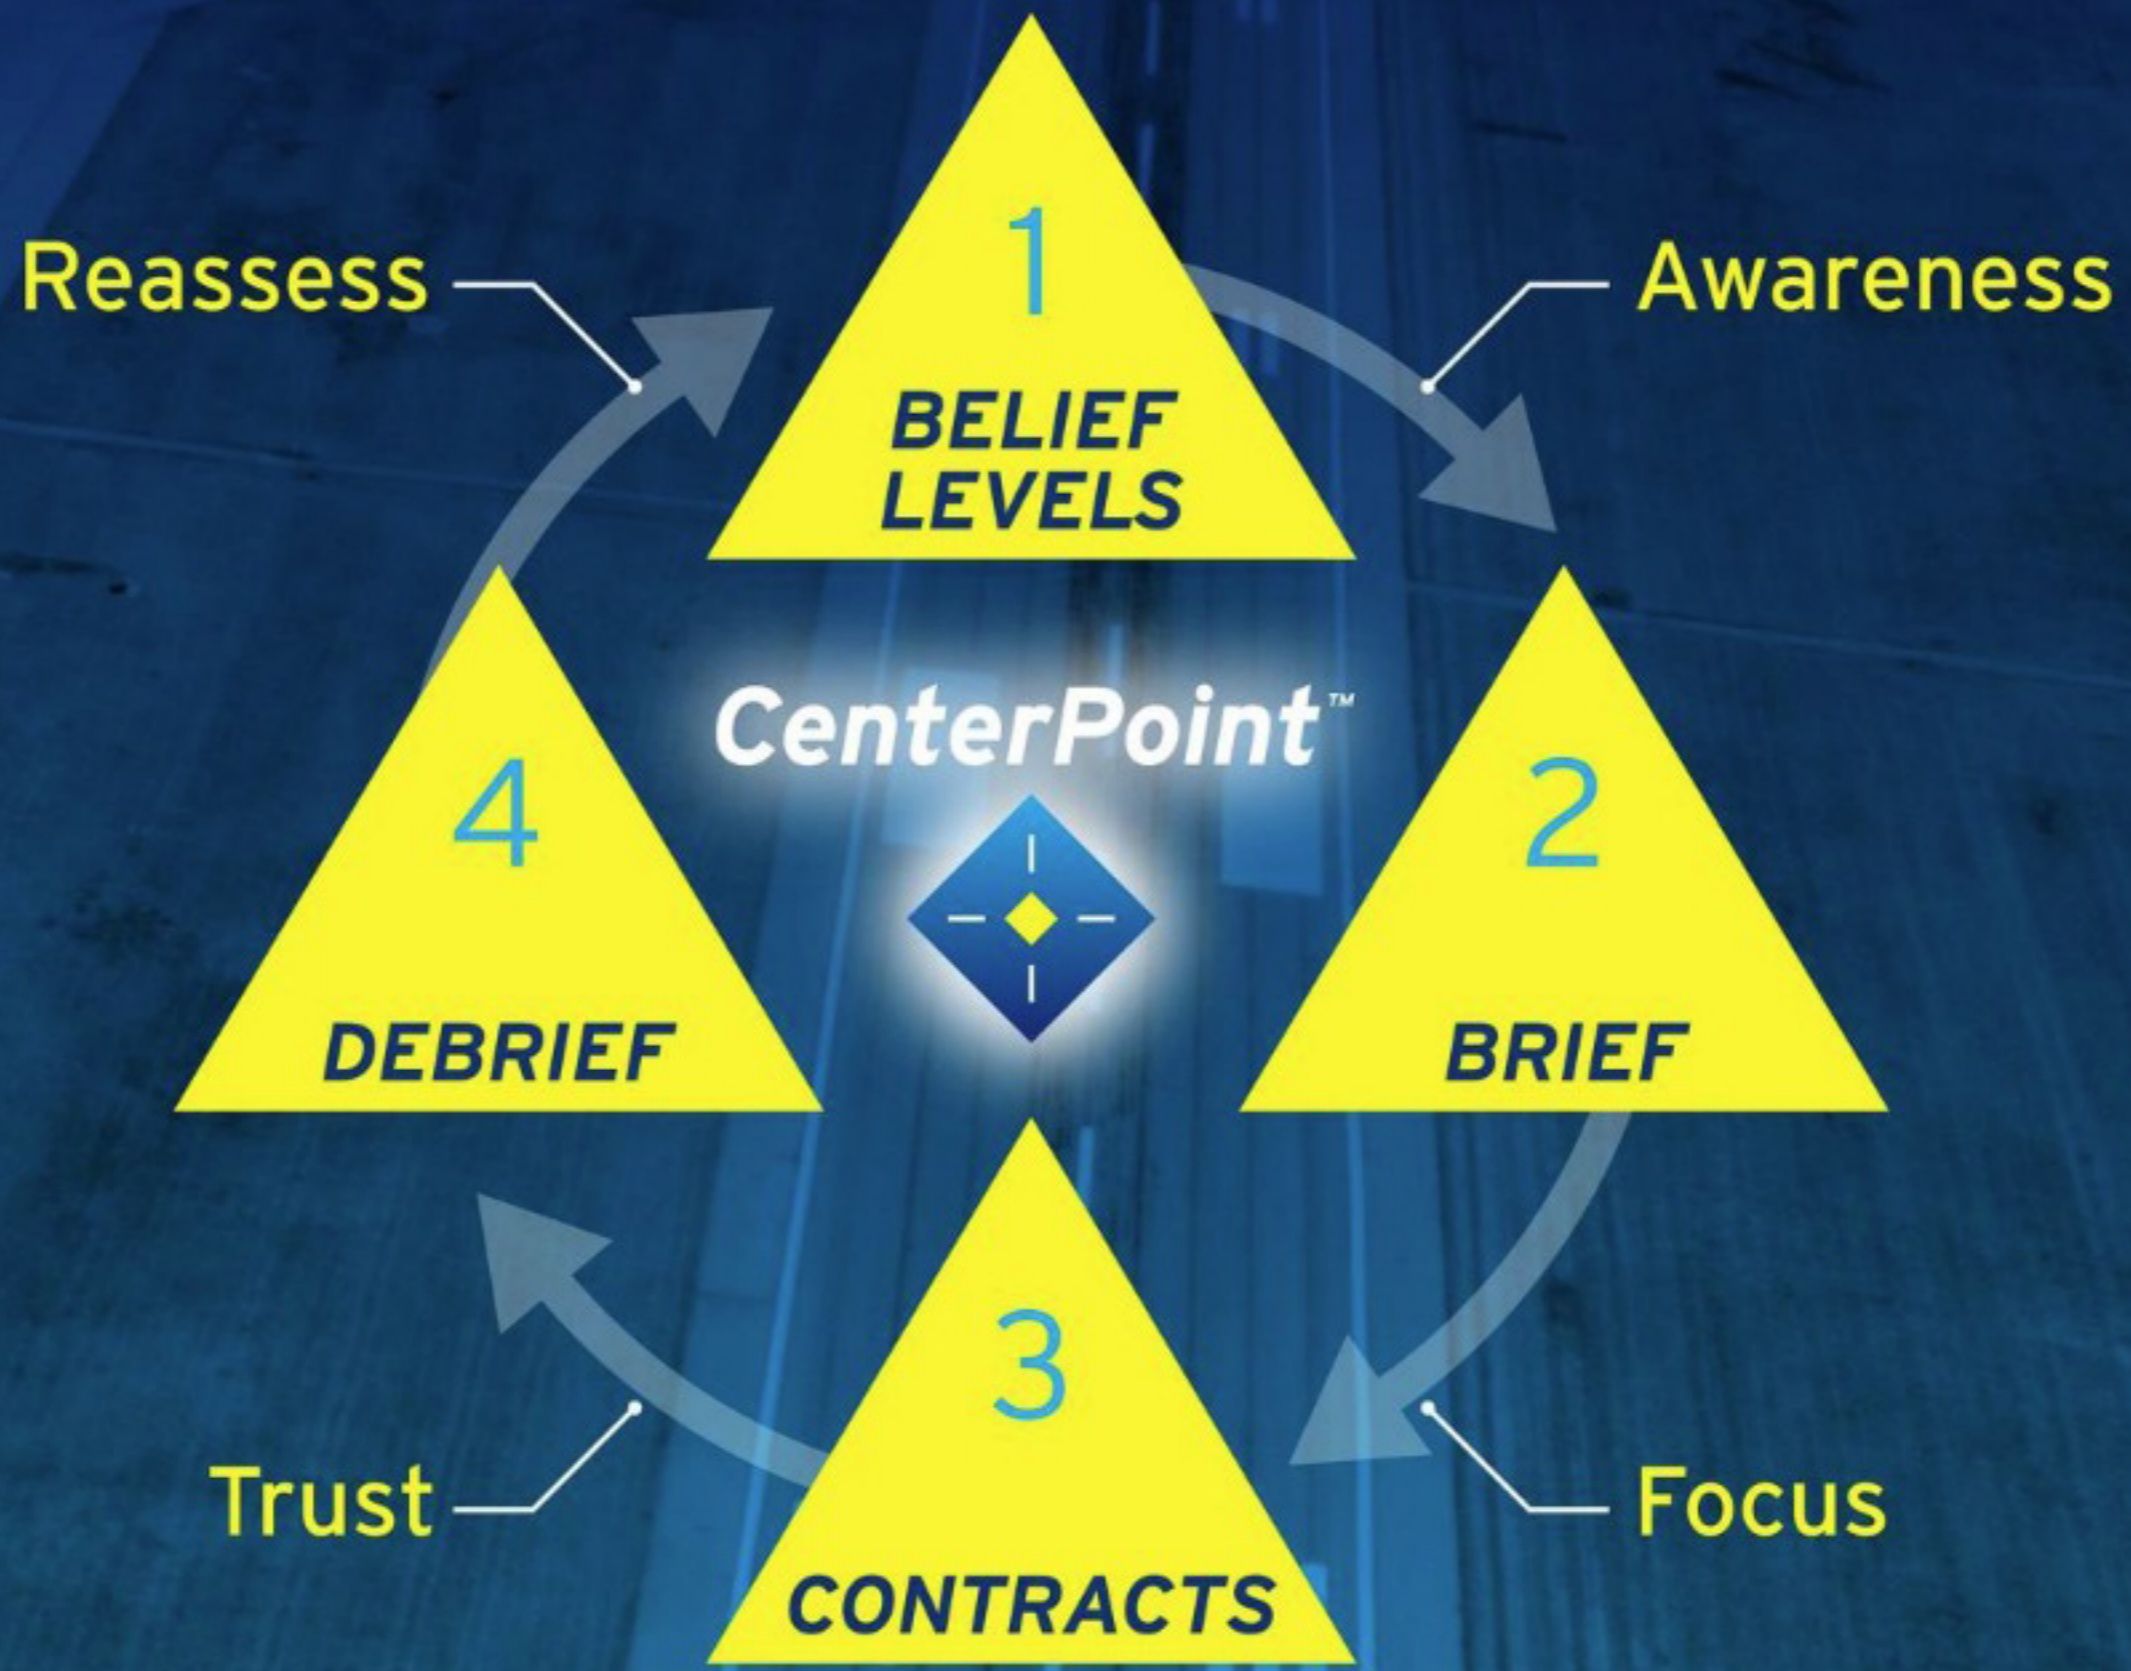 1
BELIEF
LEVELS
Reassess
Awareness
CenterPoint™
4
DEBRIEF
2
BRIEF
3
CONTRACTS
Trust
Focus